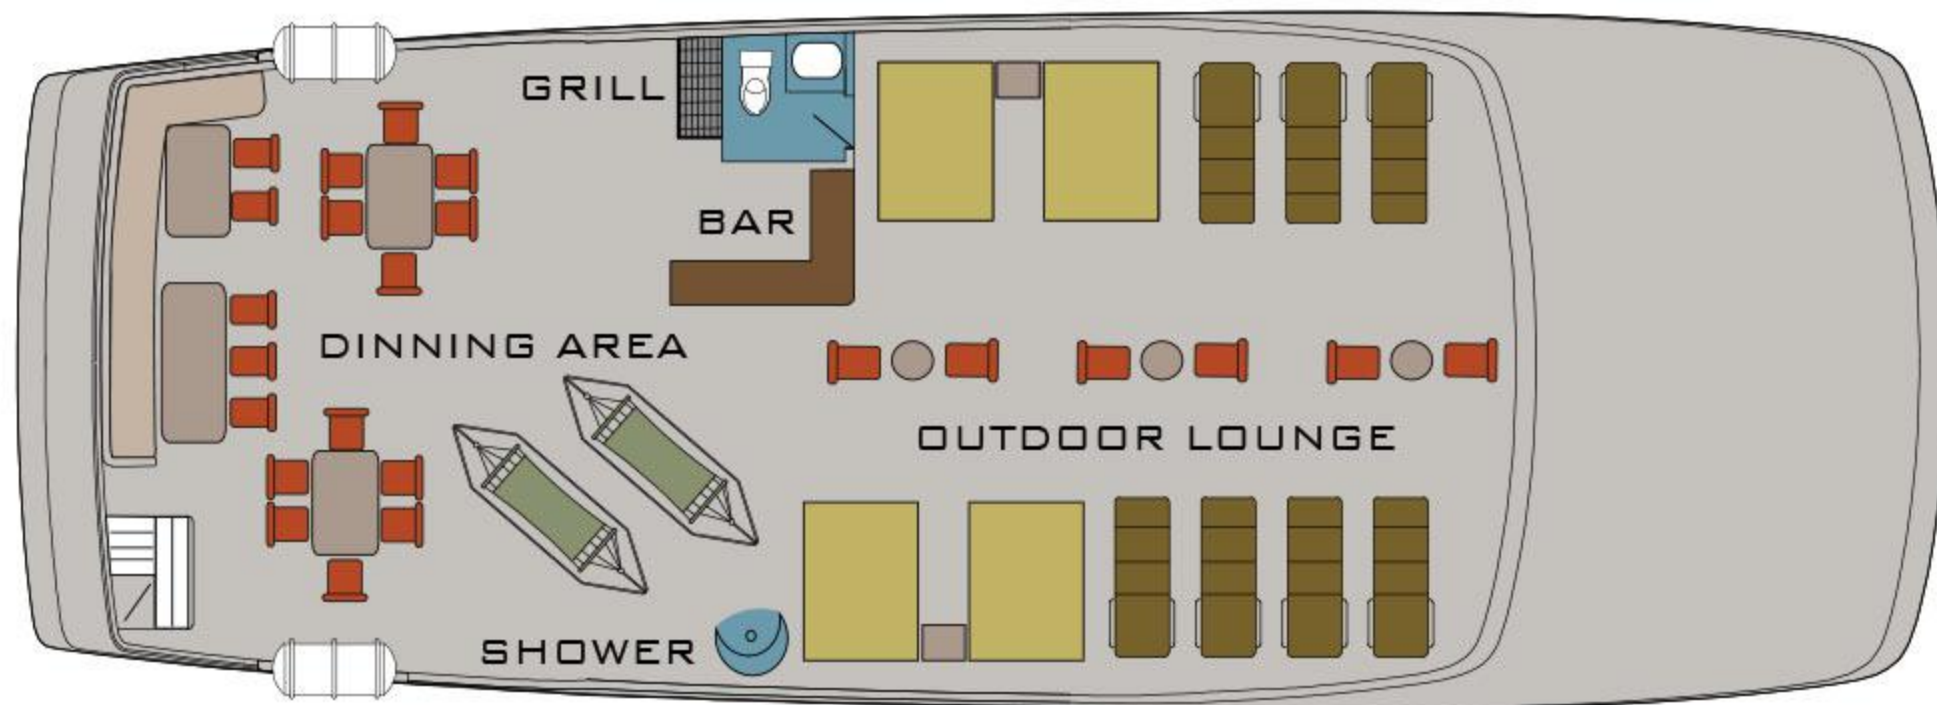 GRILL
BAR
DINNING AREA
OUTDOOR LOUNGE
SHOWER